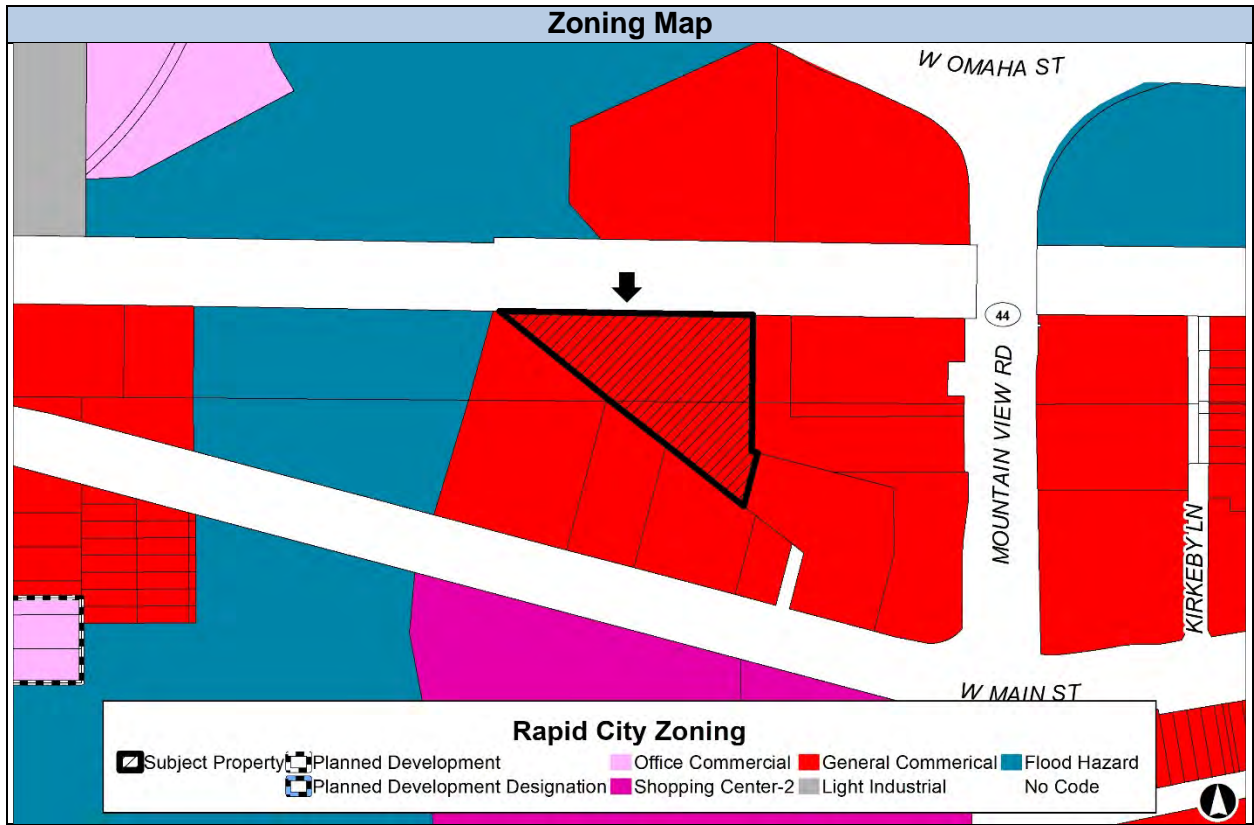 Zoning Map
W OMAHA ST
44
MOUNTAIN VIEW RD
KIRKEBY LN
W MAIN ST
Rapid City Zoning
Subject Property
Planned Development
Planned Development Designation
Office Commercial
Shopping Center-2
General Commerical
Light Industrial
Flood Hazard
No Code